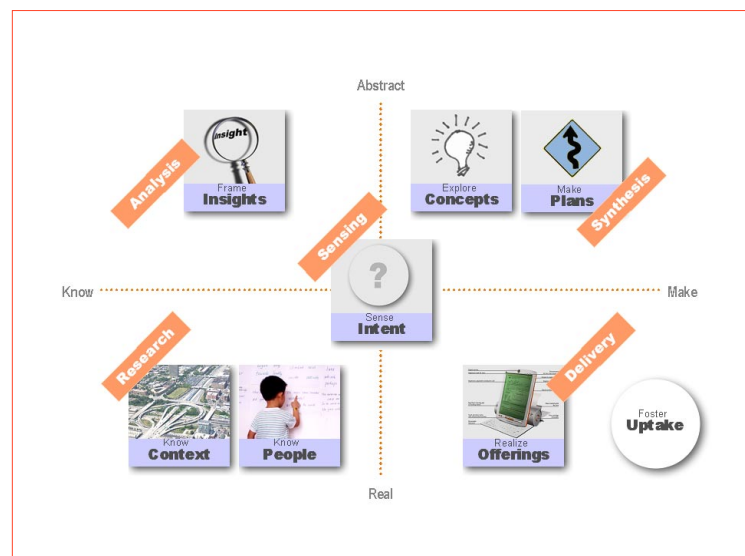 Abstract
Insight
Analysis
Frame
Insights
Explore
Concepts
Make
Plans
Synthesis
Sensing
?
Sense
Intent
Know
Make
Research
Know
Context
Know
People
Delivery
Realize
Offerings
Foster
Uptake
Real